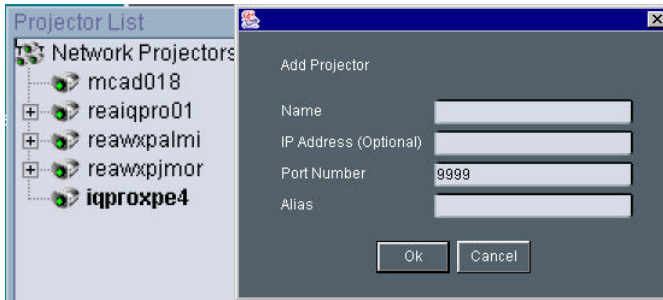 Projector List
Network Projectors
mcad018
reaiqpro01
reawxpalmi
reawxpjmor
iqproxpe4
Add Projector
Name
IP Address (Optional)
Port Number 9999
Alias
Ok Cancel